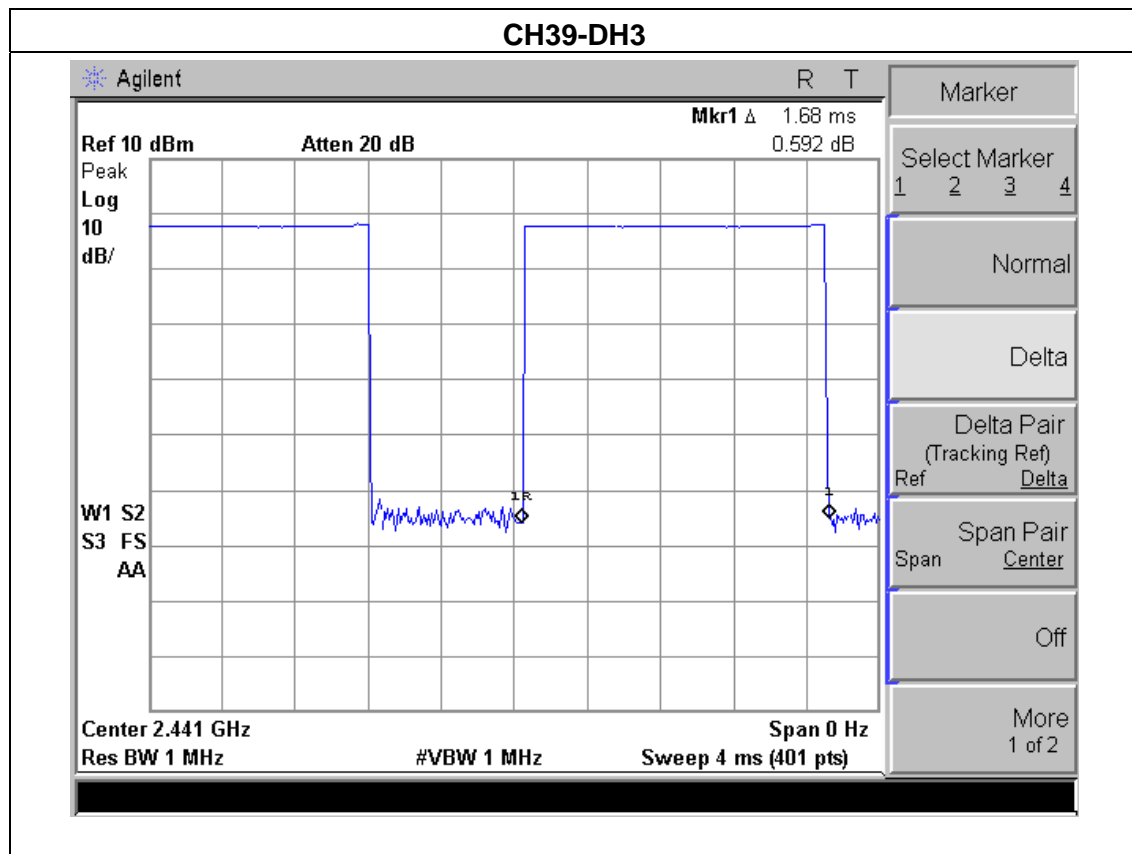 CH39-DH3
Agilent R T
Mkr1 Δ 1.68 ms
Ref 10 dBm Atten 20 dB 0.592 dB
Peak
Log
10
dB/
1R
1
W1 S2
S3 FS
AA
Center 2.441 GHz Span 0 Hz
Res BW 1 MHz #VBW 1 MHz Sweep 4 ms (401 pts)
Marker
Select Marker
1 2 3 4
Normal
Delta
Delta Pair
(Tracking Ref)
Ref Delta
Span Pair
Span Center
Off
More
1 of 2